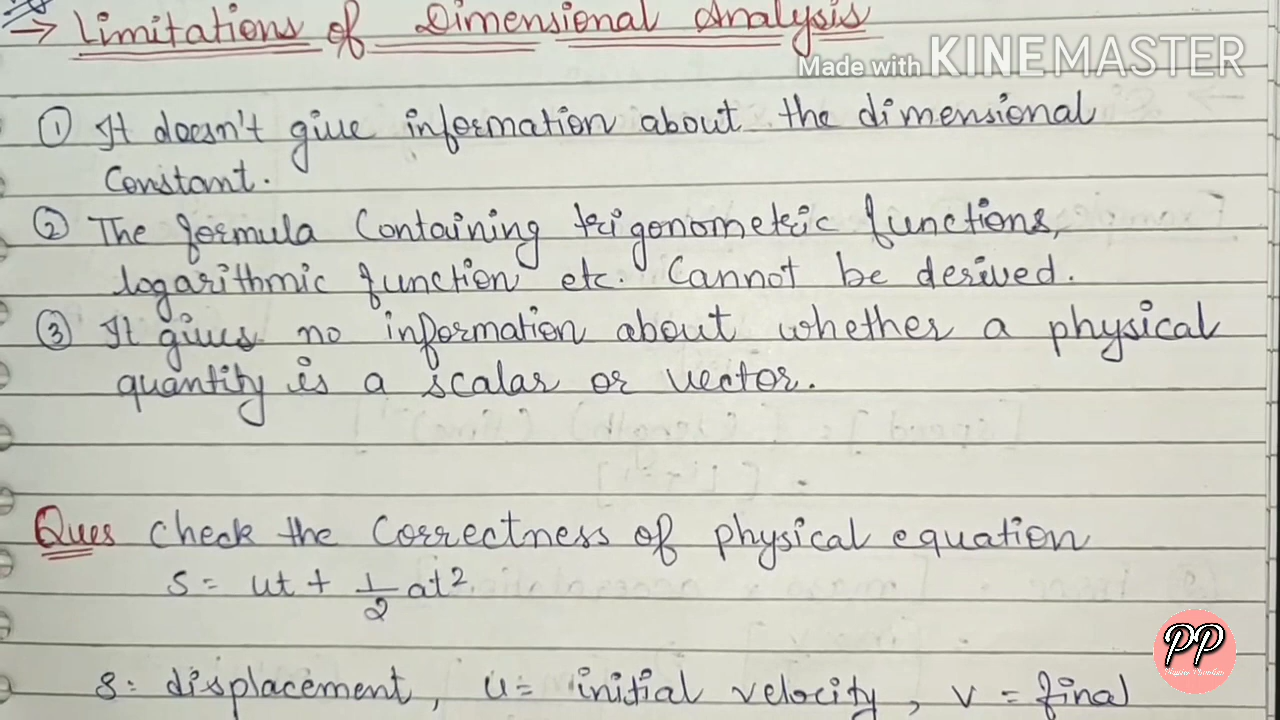 → Limitations of Dimensional Analysis
Made with KINEMASTER
① It doesn't give information about the dimensional
Constant.
② The formula Containing trigonometric functions,
logarithmic function etc. Cannot be derived.
③ It gives no information about whether a physical
quantity is a scalar or vector.
Ques Check the Correctness of physical equation
S = ut + 1/2 at²
PP
S = displacement, u = initial velocity, v = final